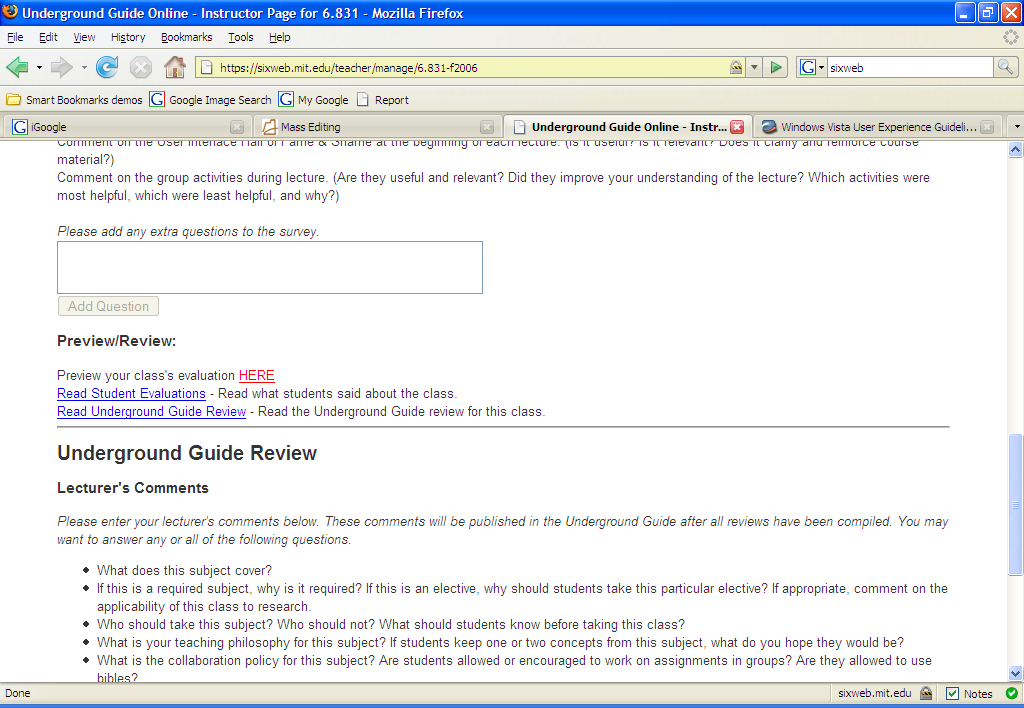 Underground Guide Online - Instructor Page for 6.831 - Mozilla Firefox
File Edit View History Bookmarks Tools Help
https://sixweb.mit.edu/teacher/manage/6.831-f2006
G sixweb
Smart Bookmarks demos G Google Image Search G My Google Report
G iGoogle Mass Editing Underground Guide Online - Instr... Windows Vista User Experience Guideli...
Comment on the User Interface Hall of Fame & Shame at the beginning of each lecture. (Is it useful? Is it relevant? Does it clarify and reinforce course
material?)
Comment on the group activities during lecture. (Are they useful and relevant? Did they improve your understanding of the lecture? Which activities were
most helpful, which were least helpful, and why?)
Please add any extra questions to the survey.
Add Question
Preview/Review:
Preview your class's evaluation HERE
Read Student Evaluations - Read what students said about the class.
Read Underground Guide Review - Read the Underground Guide review for this class.
Underground Guide Review
Lecturer's Comments
Please enter your lecturer's comments below. These comments will be published in the Underground Guide after all reviews have been compiled. You may
want to answer any or all of the following questions.
What does this subject cover?
If this is a required subject, why is it required? If this is an elective, why should students take this particular elective? If appropriate, comment on the
applicability of this class to research.
Who should take this subject? Who should not? What should students know before taking this class?
What is your teaching philosophy for this subject? If students keep one or two concepts from this subject, what do you hope they would be?
What is the collaboration policy for this subject? Are students allowed or encouraged to work on assignments in groups? Are they allowed to use
bibles?
Done sixweb.mit.edu Notes